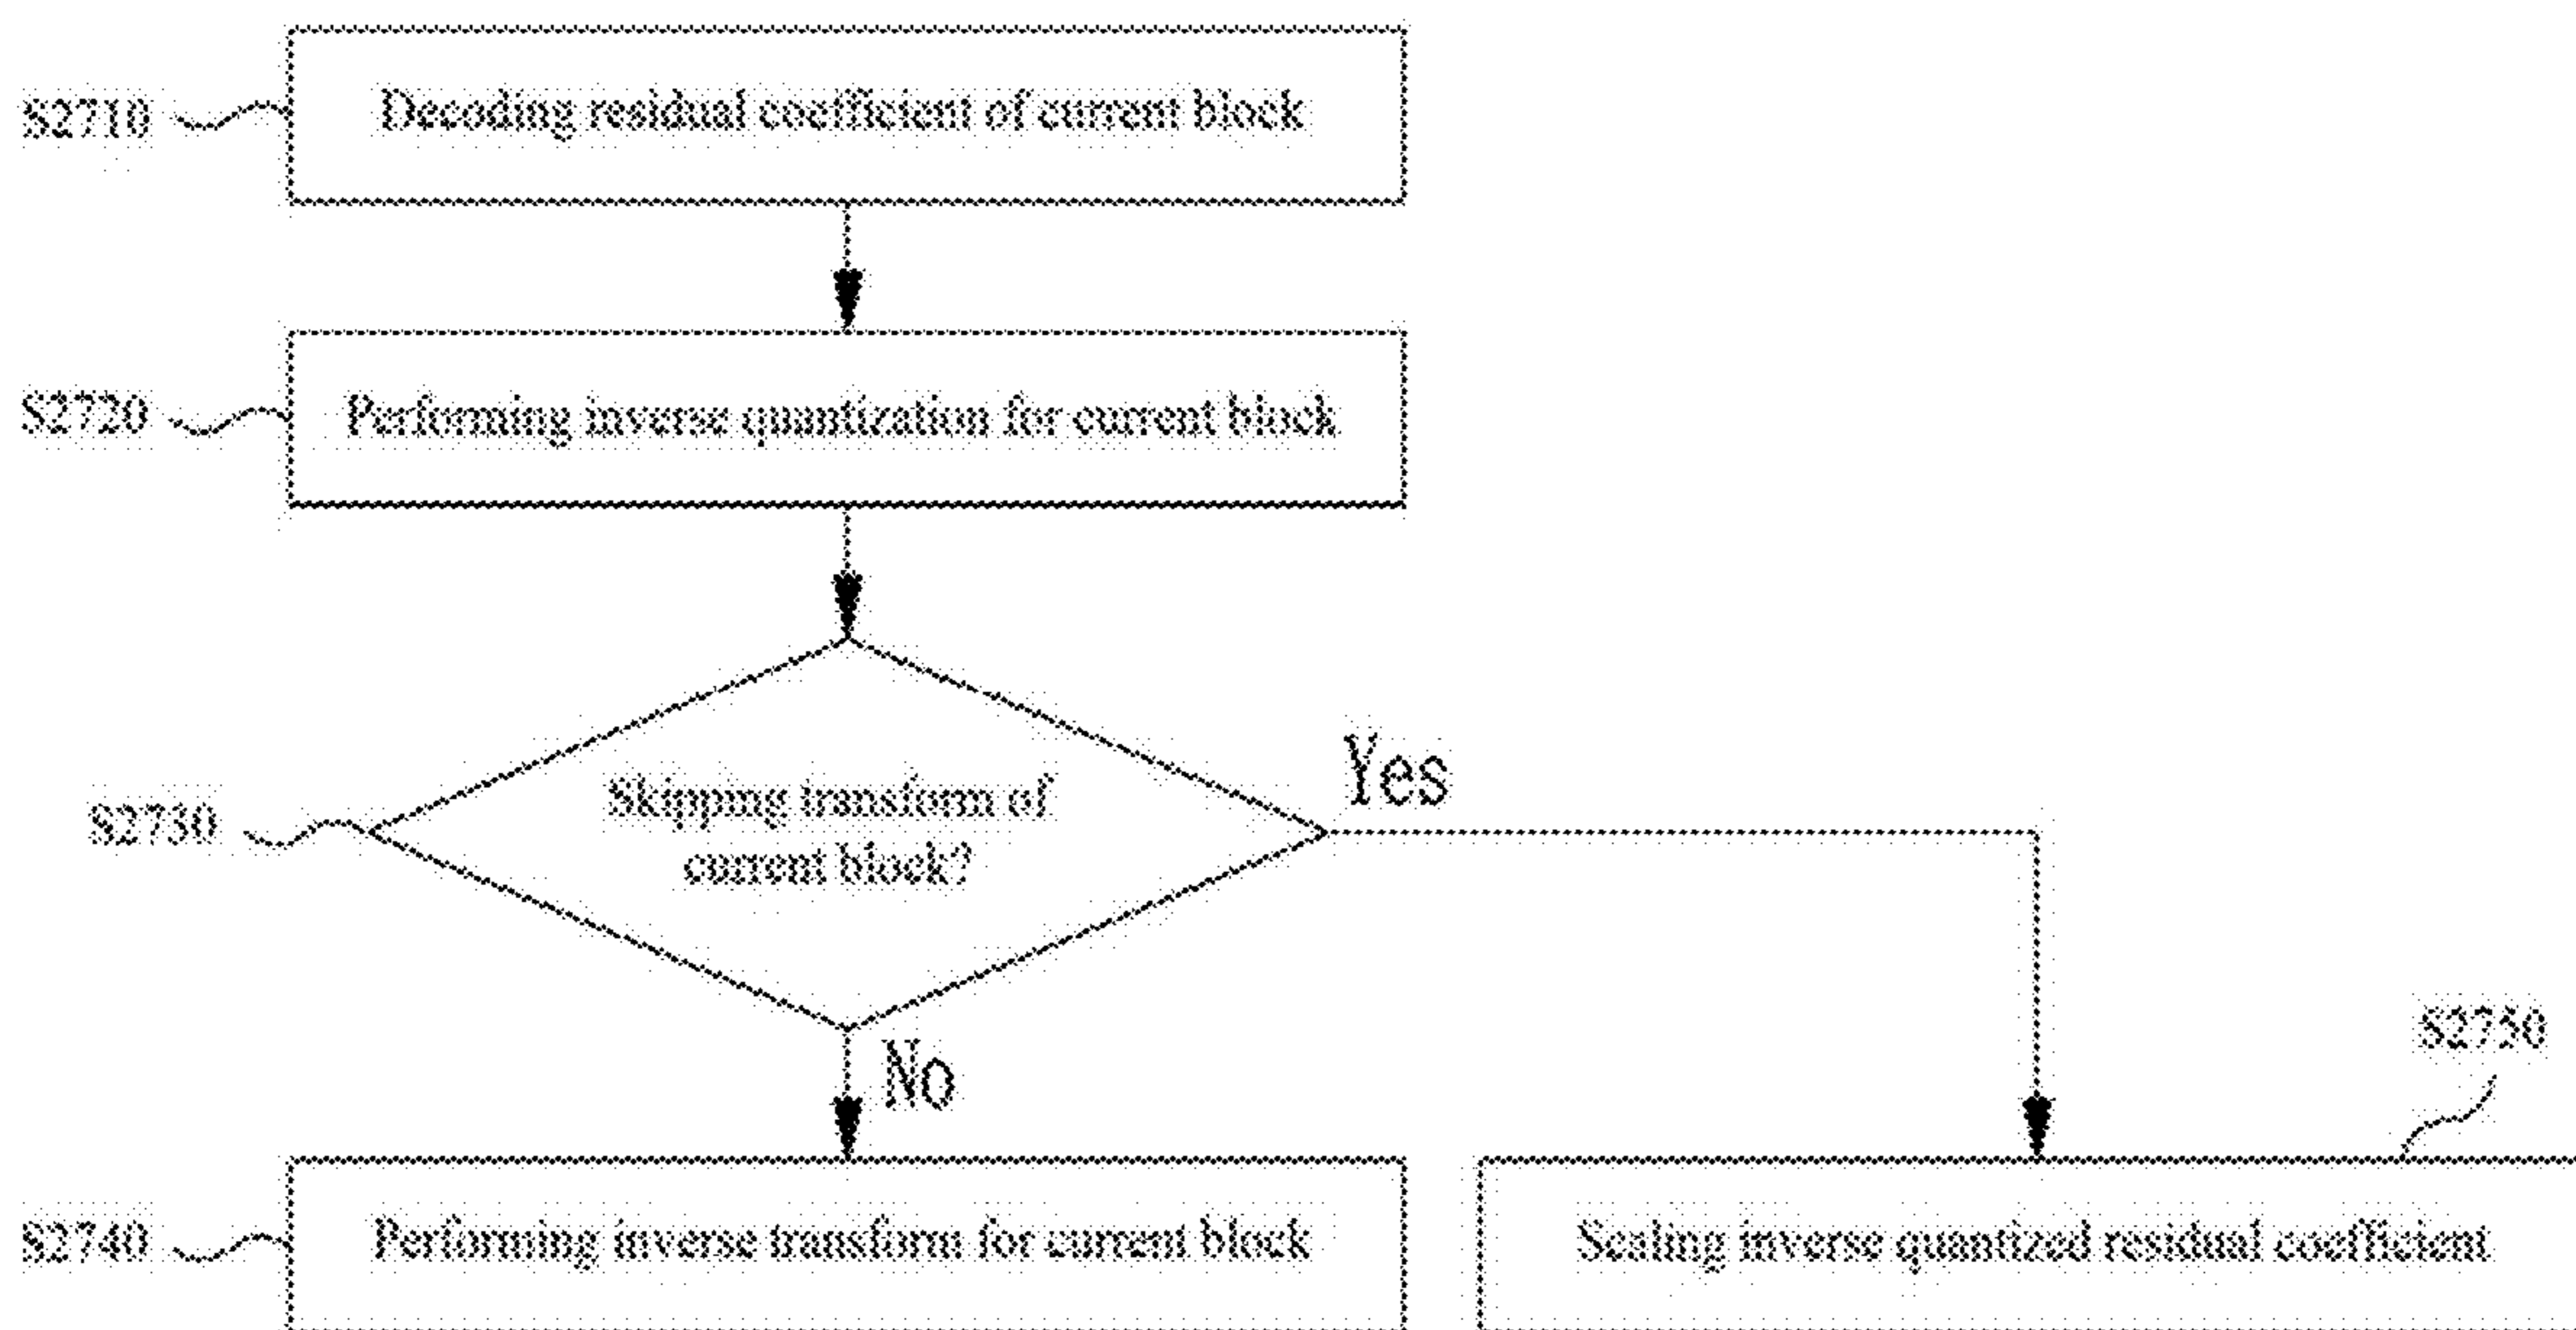 S2710
Decoding residual coefficient of current block
S2720
Performing inverse quantization for current block
S2730
Skipping transform of
current block?
Yes
No
S2740
Performing inverse transform for current block
S2750
Scaling inverse quantized residual coefficient